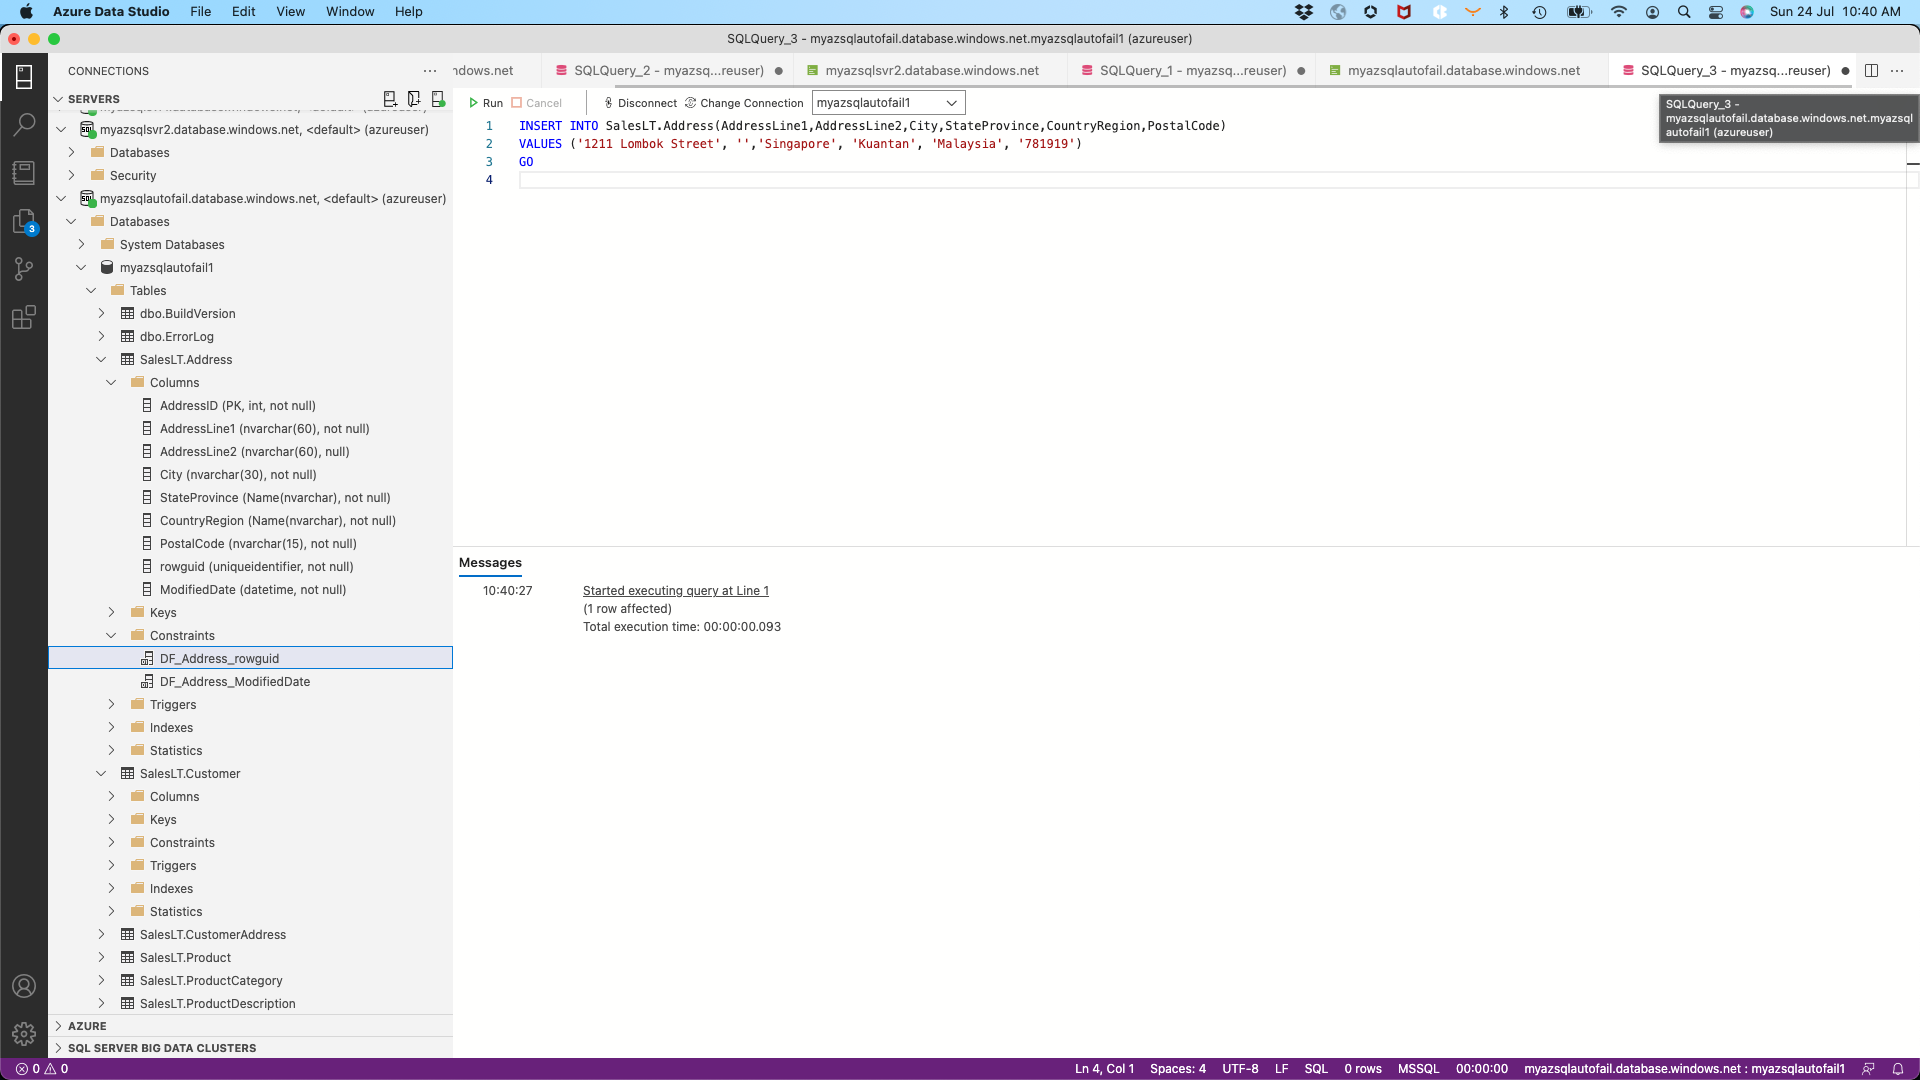 Azure Data Studio File Edit View Window Help Sun 24 Jul 10:40 AM
SQLQuery_3 - myazsqlautofail.database.windows.net.myazsqlautofail1 (azureuser)
CONNECTIONS
ndows.net SQLQuery_2 - myazsq...reuser) myazsqlsvr2.database.windows.net SQLQuery_1 - myazsq...reuser) myazsqlautofail.database.windows.net SQLQuery_3 - myazsq...reuser)
SERVERS
Run Cancel Disconnect Change Connection myazsqlautofail1
SQLQuery_3 -
myazsqlautofail.database.windows.net.myazsql
autofail1 (azureuser)
1 INSERT INTO SalesLT.Address(AddressLine1,AddressLine2,City,StateProvince,CountryRegion,PostalCode)
2 VALUES ('1211 Lombok Street', '','Singapore', 'Kuantan', 'Malaysia', '781919')
3 GO
4
myazsqlsvr2.database.windows.net, <default> (azureuser)
Databases
Security
myazsqlautofail.database.windows.net, <default> (azureuser)
Databases
System Databases
myazsqlautofail1
Tables
dbo.BuildVersion
dbo.ErrorLog
SalesLT.Address
Columns
AddressID (PK, int, not null)
AddressLine1 (nvarchar(60), not null)
AddressLine2 (nvarchar(60), null)
City (nvarchar(30), not null)
StateProvince (Name(nvarchar), not null)
CountryRegion (Name(nvarchar), not null)
PostalCode (nvarchar(15), not null)
rowguid (uniqueidentifier, not null)
ModifiedDate (datetime, not null)
Keys
Constraints
DF_Address_rowguid
DF_Address_ModifiedDate
Triggers
Indexes
Statistics
SalesLT.Customer
Columns
Keys
Constraints
Triggers
Indexes
Statistics
SalesLT.CustomerAddress
SalesLT.Product
SalesLT.ProductCategory
SalesLT.ProductDescription
AZURE
SQL SERVER BIG DATA CLUSTERS
3
Messages
10:40:27 Started executing query at Line 1
(1 row affected)
Total execution time: 00:00:00.093
0 0 Ln 4, Col 1 Spaces: 4 UTF-8 LF SQL 0 rows MSSQL 00:00:00 myazsqlautofail.database.windows.net : myazsqlautofail1